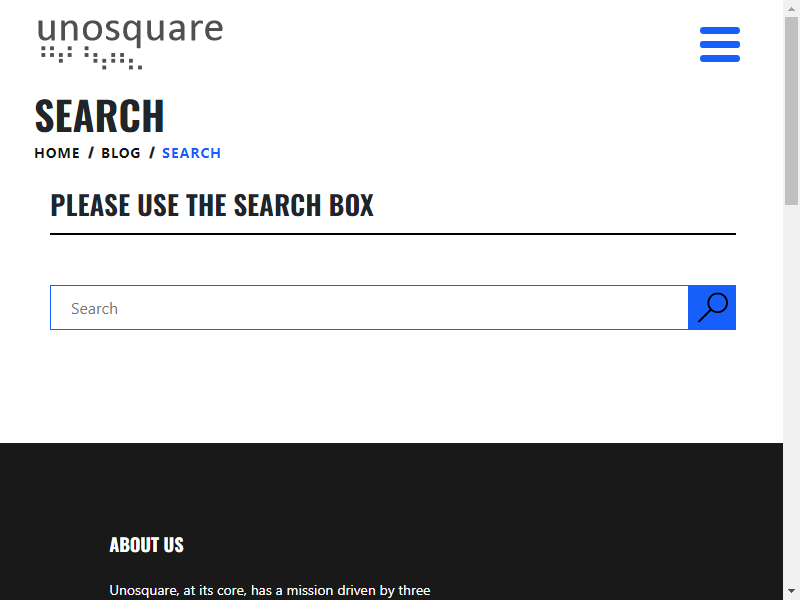 unosquare
SEARCH
HOME / BLOG / SEARCH
PLEASE USE THE SEARCH BOX
Search
ABOUT US
Unosquare, at its core, has a mission driven by three